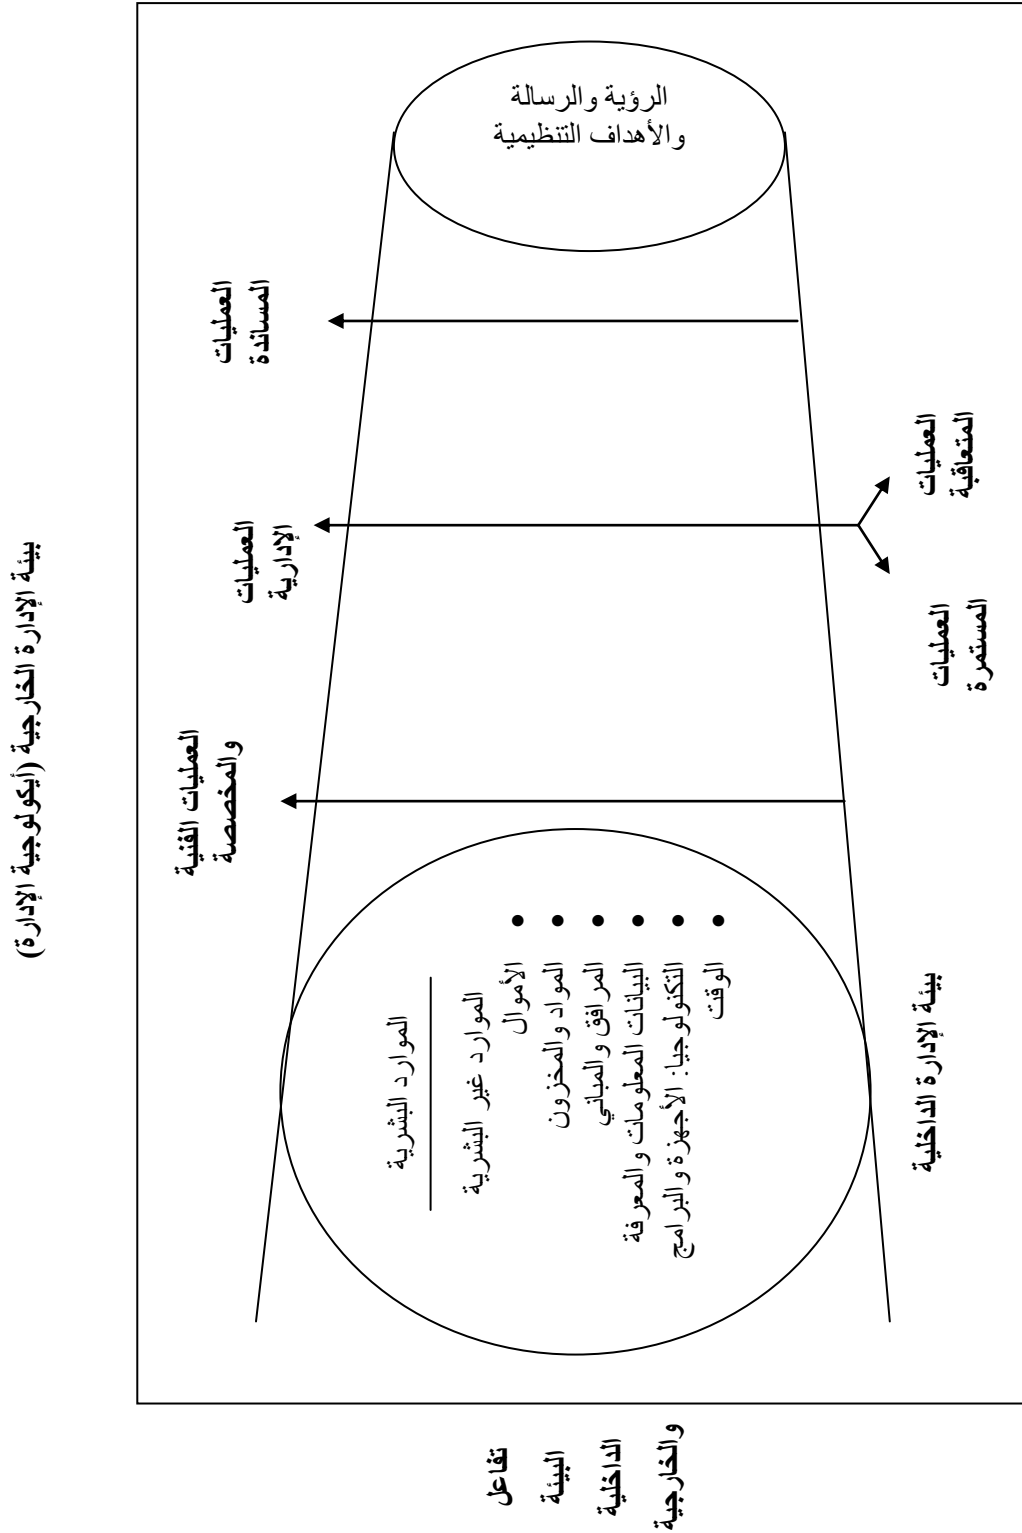 بيئة الإدارة الخارجية (أيكولوجية الإدارة)
الرؤية والرسالة
والأهداف التنظيمية
العمليات
المساندة
العمليات
المتعاقبة
العمليات
الإدارية
العمليات
المستمرة
العمليات الفنية
والمخصصة
الموارد البشرية
الموارد غير البشرية
• الأموال
• المواد والمخزون
• المرافق والمباني
• البيانات المعلومات والمعرفة
• التكنولوجيا: الأجهزة والبرامج
• الوقت
بيئة الإدارة الداخلية
تفاعل
البيئة
الداخلية
والخارجية